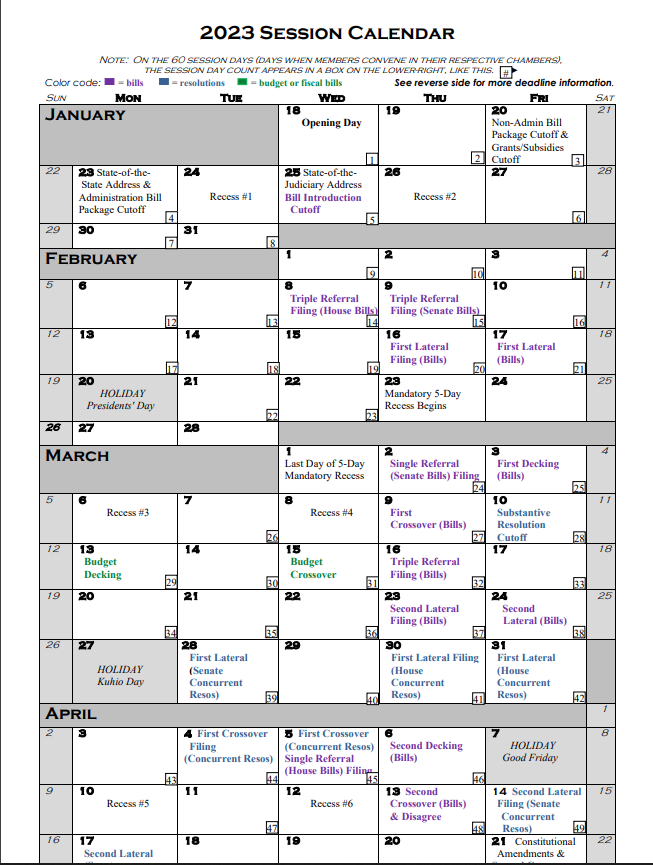 2023 SESSION CALENDAR
NOTE: ON THE 60 SESSION DAYS (DAYS WHEN MEMBERS CONVENE IN THEIR RESPECTIVE CHAMBERS),
THE SESSION DAY COUNT APPEARS IN A BOX ON THE LOWER-RIGHT, LIKE THIS. #
Color code: = bills = resolutions = budget or fiscal bills See reverse side for more deadline information.
SUN MON TUE WED THU FRI SAT
JANUARY
18
Opening Day
1
19
2
20
Non-Admin Bill
Package Cutoff &
Grants/Subsidies
Cutoff
3
21
22
23 State-of-the-
State Address &
Administration Bill
Package Cutoff
4
24
Recess #1
25 State-of-the-
Judiciary Address
Bill Introduction
Cutoff
5
26
Recess #2
27
6
28
29
30
7
31
8
FEBRUARY
1
9
2
10
3
11
4
5
6
12
7
13
8
Triple Referral
Filing (House Bills)
14
9
Triple Referral
Filing (Senate Bills)
15
10
16
11
12
13
17
14
18
15
19
16
First Lateral
Filing (Bills)
20
17
First Lateral
(Bills)
21
18
19
20
HOLIDAY
Presidents' Day
21
22
22
23
23
Mandatory 5-Day
Recess Begins
24
25
26
27
28
MARCH
1
Last Day of 5-Day
Mandatory Recess
2
Single Referral
(Senate Bills) Filing
24
3
First Decking
(Bills)
25
4
5
6
Recess #3
7
26
8
Recess #4
9
First
Crossover (Bills)
27
10
Substantive
Resolution
Cutoff
28
11
12
13
Budget
Decking
29
14
30
15
Budget
Crossover
31
16
Triple Referral
Filing (Bills)
32
17
33
18
19
20
34
21
35
22
36
23
Second Lateral
Filing (Bills)
37
24
Second
Lateral (Bills)
38
25
26
27
HOLIDAY
Kuhio Day
28
First Lateral
(Senate
Concurrent
Resos)
39
29
40
30
First Lateral Filing
(House
Concurrent
Resos)
41
31
First Lateral
(House
Concurrent
Resos)
42
APRIL
1
2
3
43
4 First Crossover
Filing
(Concurrent Resos)
44
5 First Crossover
(Concurrent Resos)
Single Referral
(House Bills) Filing
45
6
Second Decking
(Bills)
46
7
HOLIDAY
Good Friday
8
9
10
Recess #5
11
47
12
Recess #6
13 Second
Crossover (Bills)
& Disagree
48
14 Second Lateral
Filing (Senate
Concurrent
Resos)
49
15
16
17
Second Lateral
18
19
20
21 Constitutional
Amendments &
22